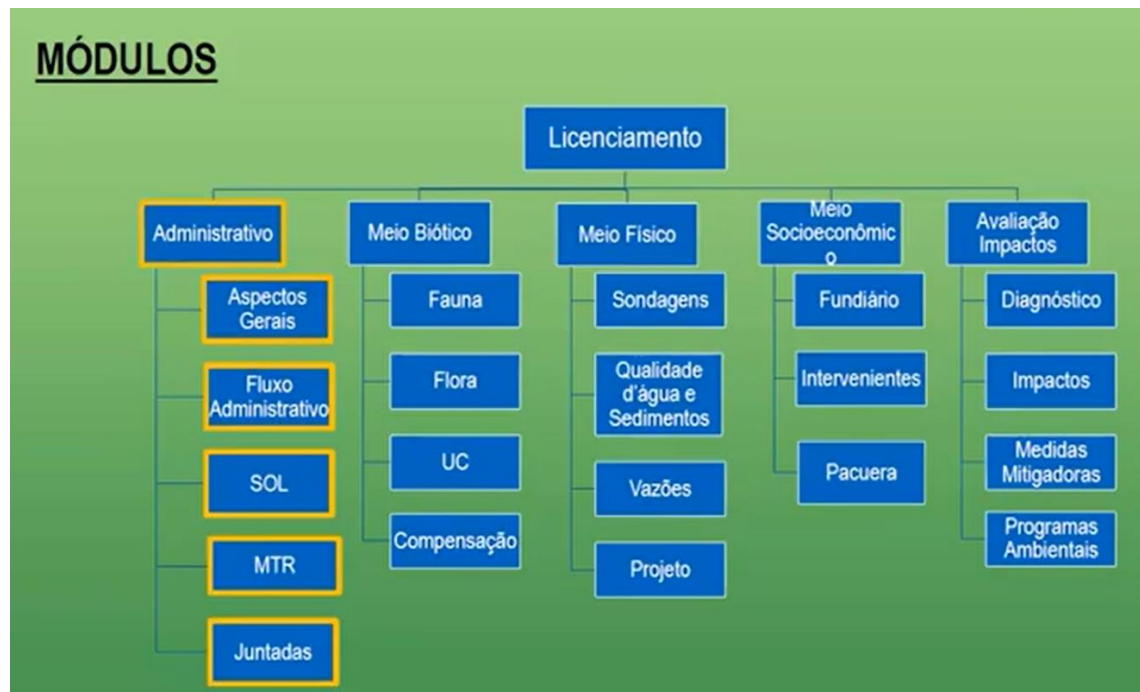 MÓDULOS
Licenciamento
Administrativo
Aspectos
Gerais
Fluxo
Administrativo
SOL
MTR
Juntadas
Meio Biótico
Fauna
Flora
UC
Compensação
Meio Físico
Sondagens
Qualidade
d'água e
Sedimentos
Vazões
Projeto
Meio
Socioeconômic
o
Fundiário
Intervenientes
Pacuera
Avaliação
Impactos
Diagnóstico
Impactos
Medidas
Mitigadoras
Programas
Ambientais